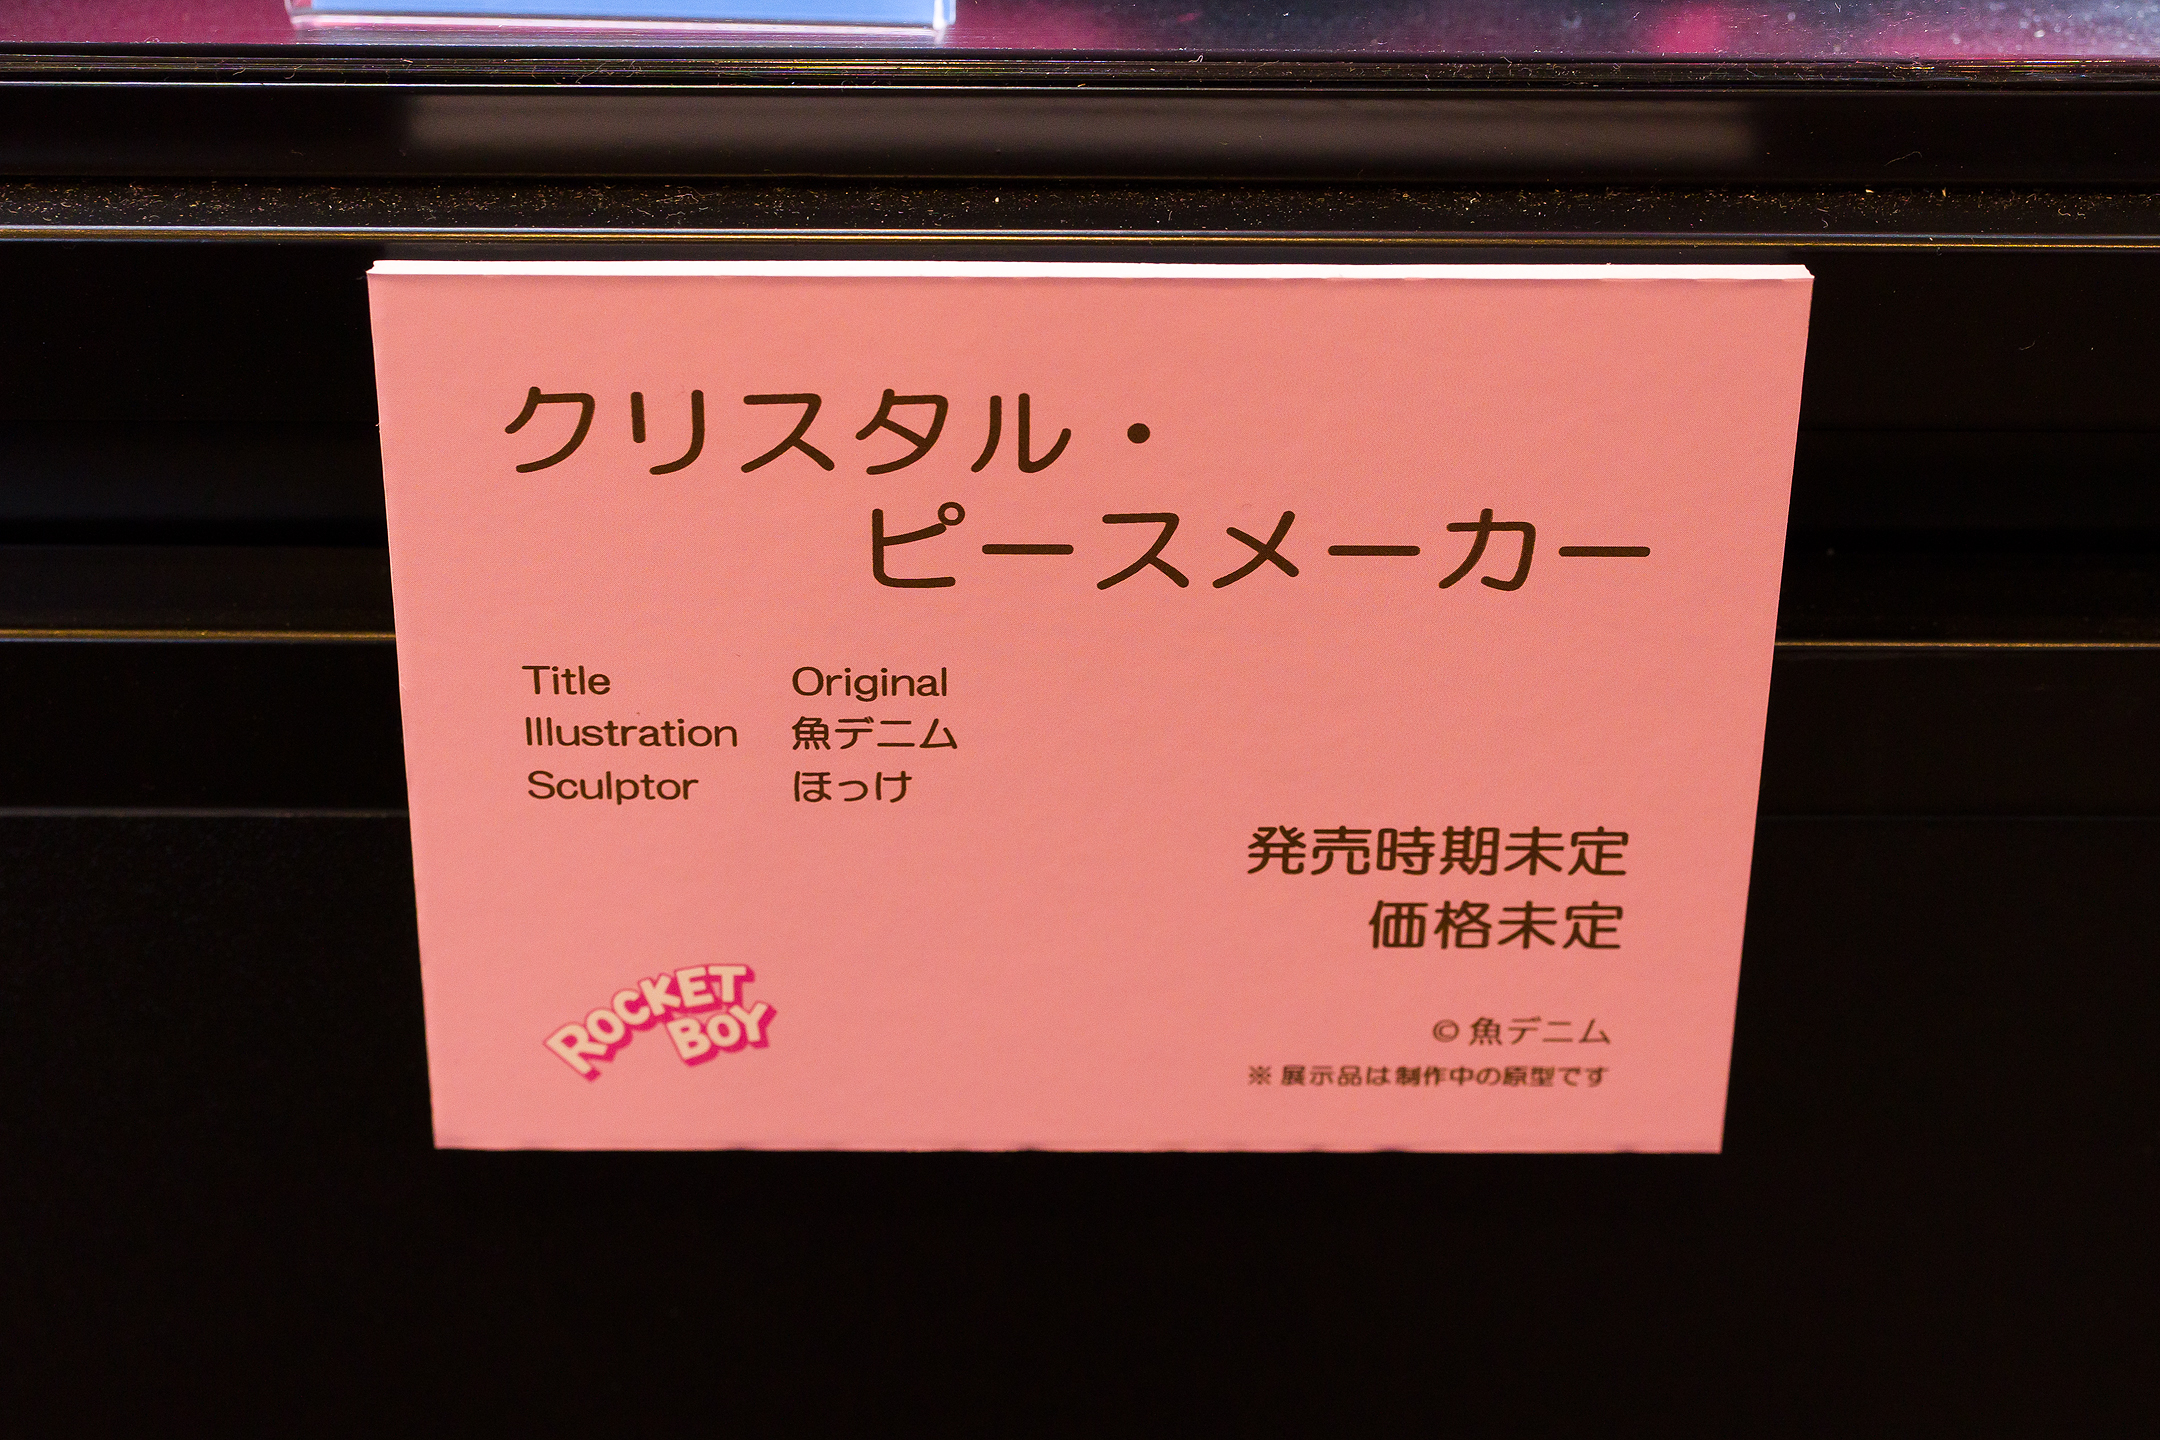 クリスタル・
ピースメーカー
Title Original
Illustration 魚デニム
Sculptor ほっけ
発売時期未定
価格未定
ROCKET
BOY
© 魚デニム
※ 展示品は制作中の原型です